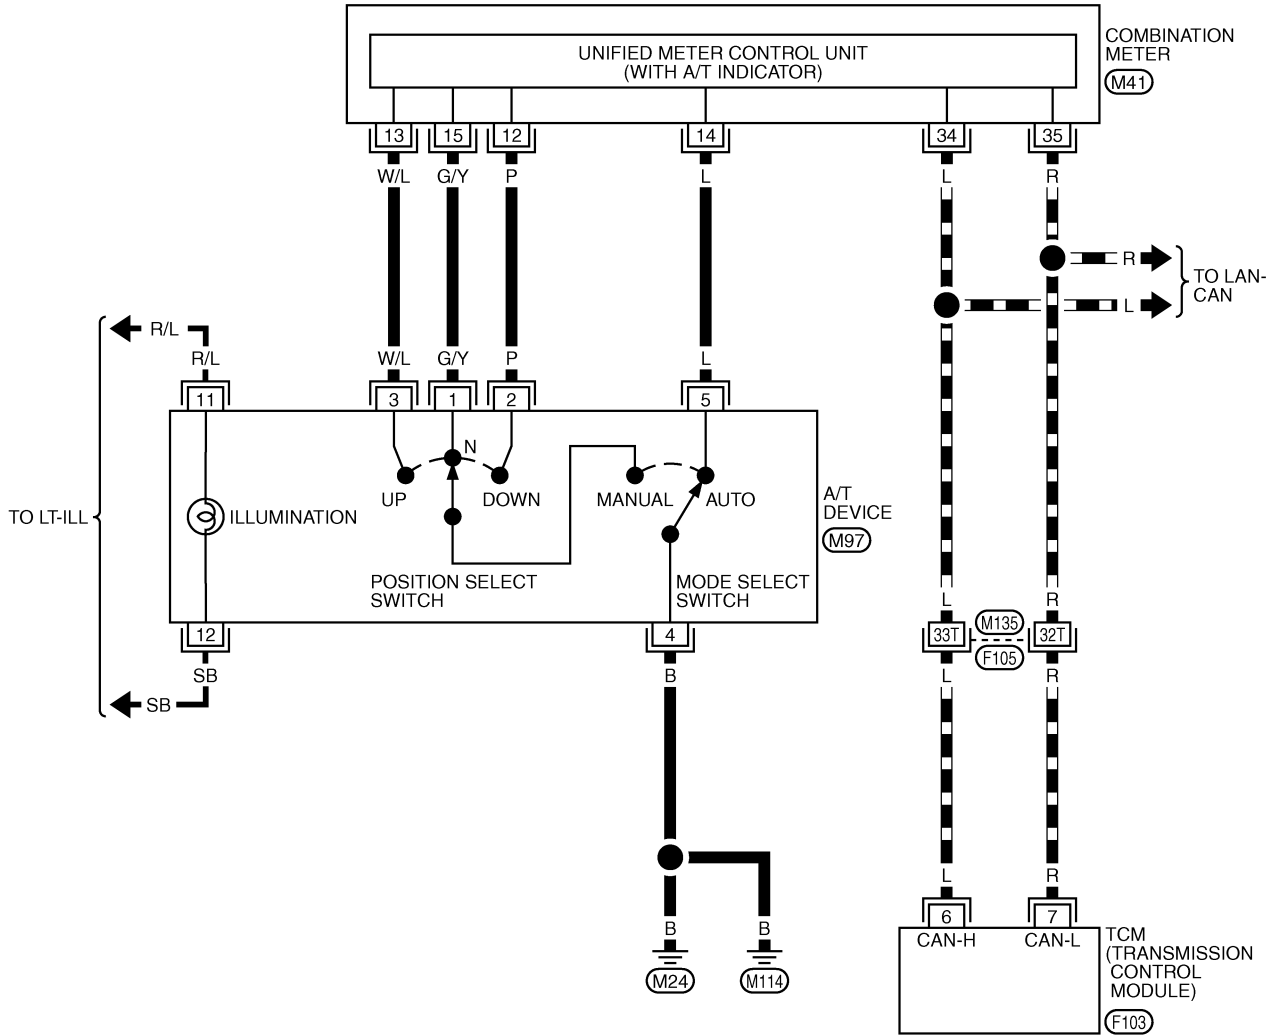 COMBINATION
METER
M41
UNIFIED METER CONTROL UNIT
(WITH A/T INDICATOR)
13 15 12 14 34 35
W/L G/Y P L L R
R
L
TO LAN-
CAN
R/L
R/L W/L G/Y P L
11 3 1 2 5
N
UP DOWN MANUAL AUTO
A/T
DEVICE
M97
TO LT-ILL
ILLUMINATION
POSITION SELECT
SWITCH
MODE SELECT
SWITCH
L R
12 4 33T M135 32T
F105
SB B L R
SB
L R
6 7
CAN-H CAN-L
B B
M24 M114
TCM
(TRANSMISSION
CONTROL
MODULE)
F103